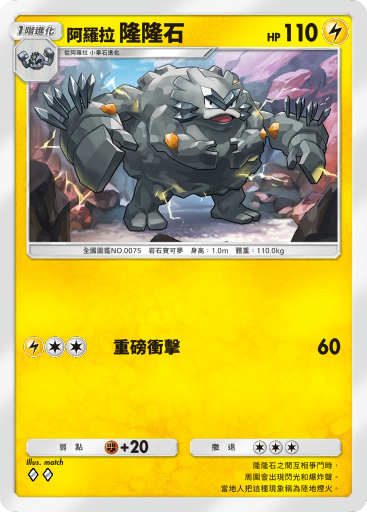 1階進化
阿羅拉 隆隆石
HP 110
從阿羅拉 小拳石進化
全國圖鑑NO.0075 岩石寶可夢 身高：1.0m 體重：110.0kg
重磅衝擊 60
弱點 +20 撤退
Illus. match
隆隆石之間互相爭鬥時，
周圍會出現閃光和爆炸聲。
當地人把這種現象稱為陸地煙火。